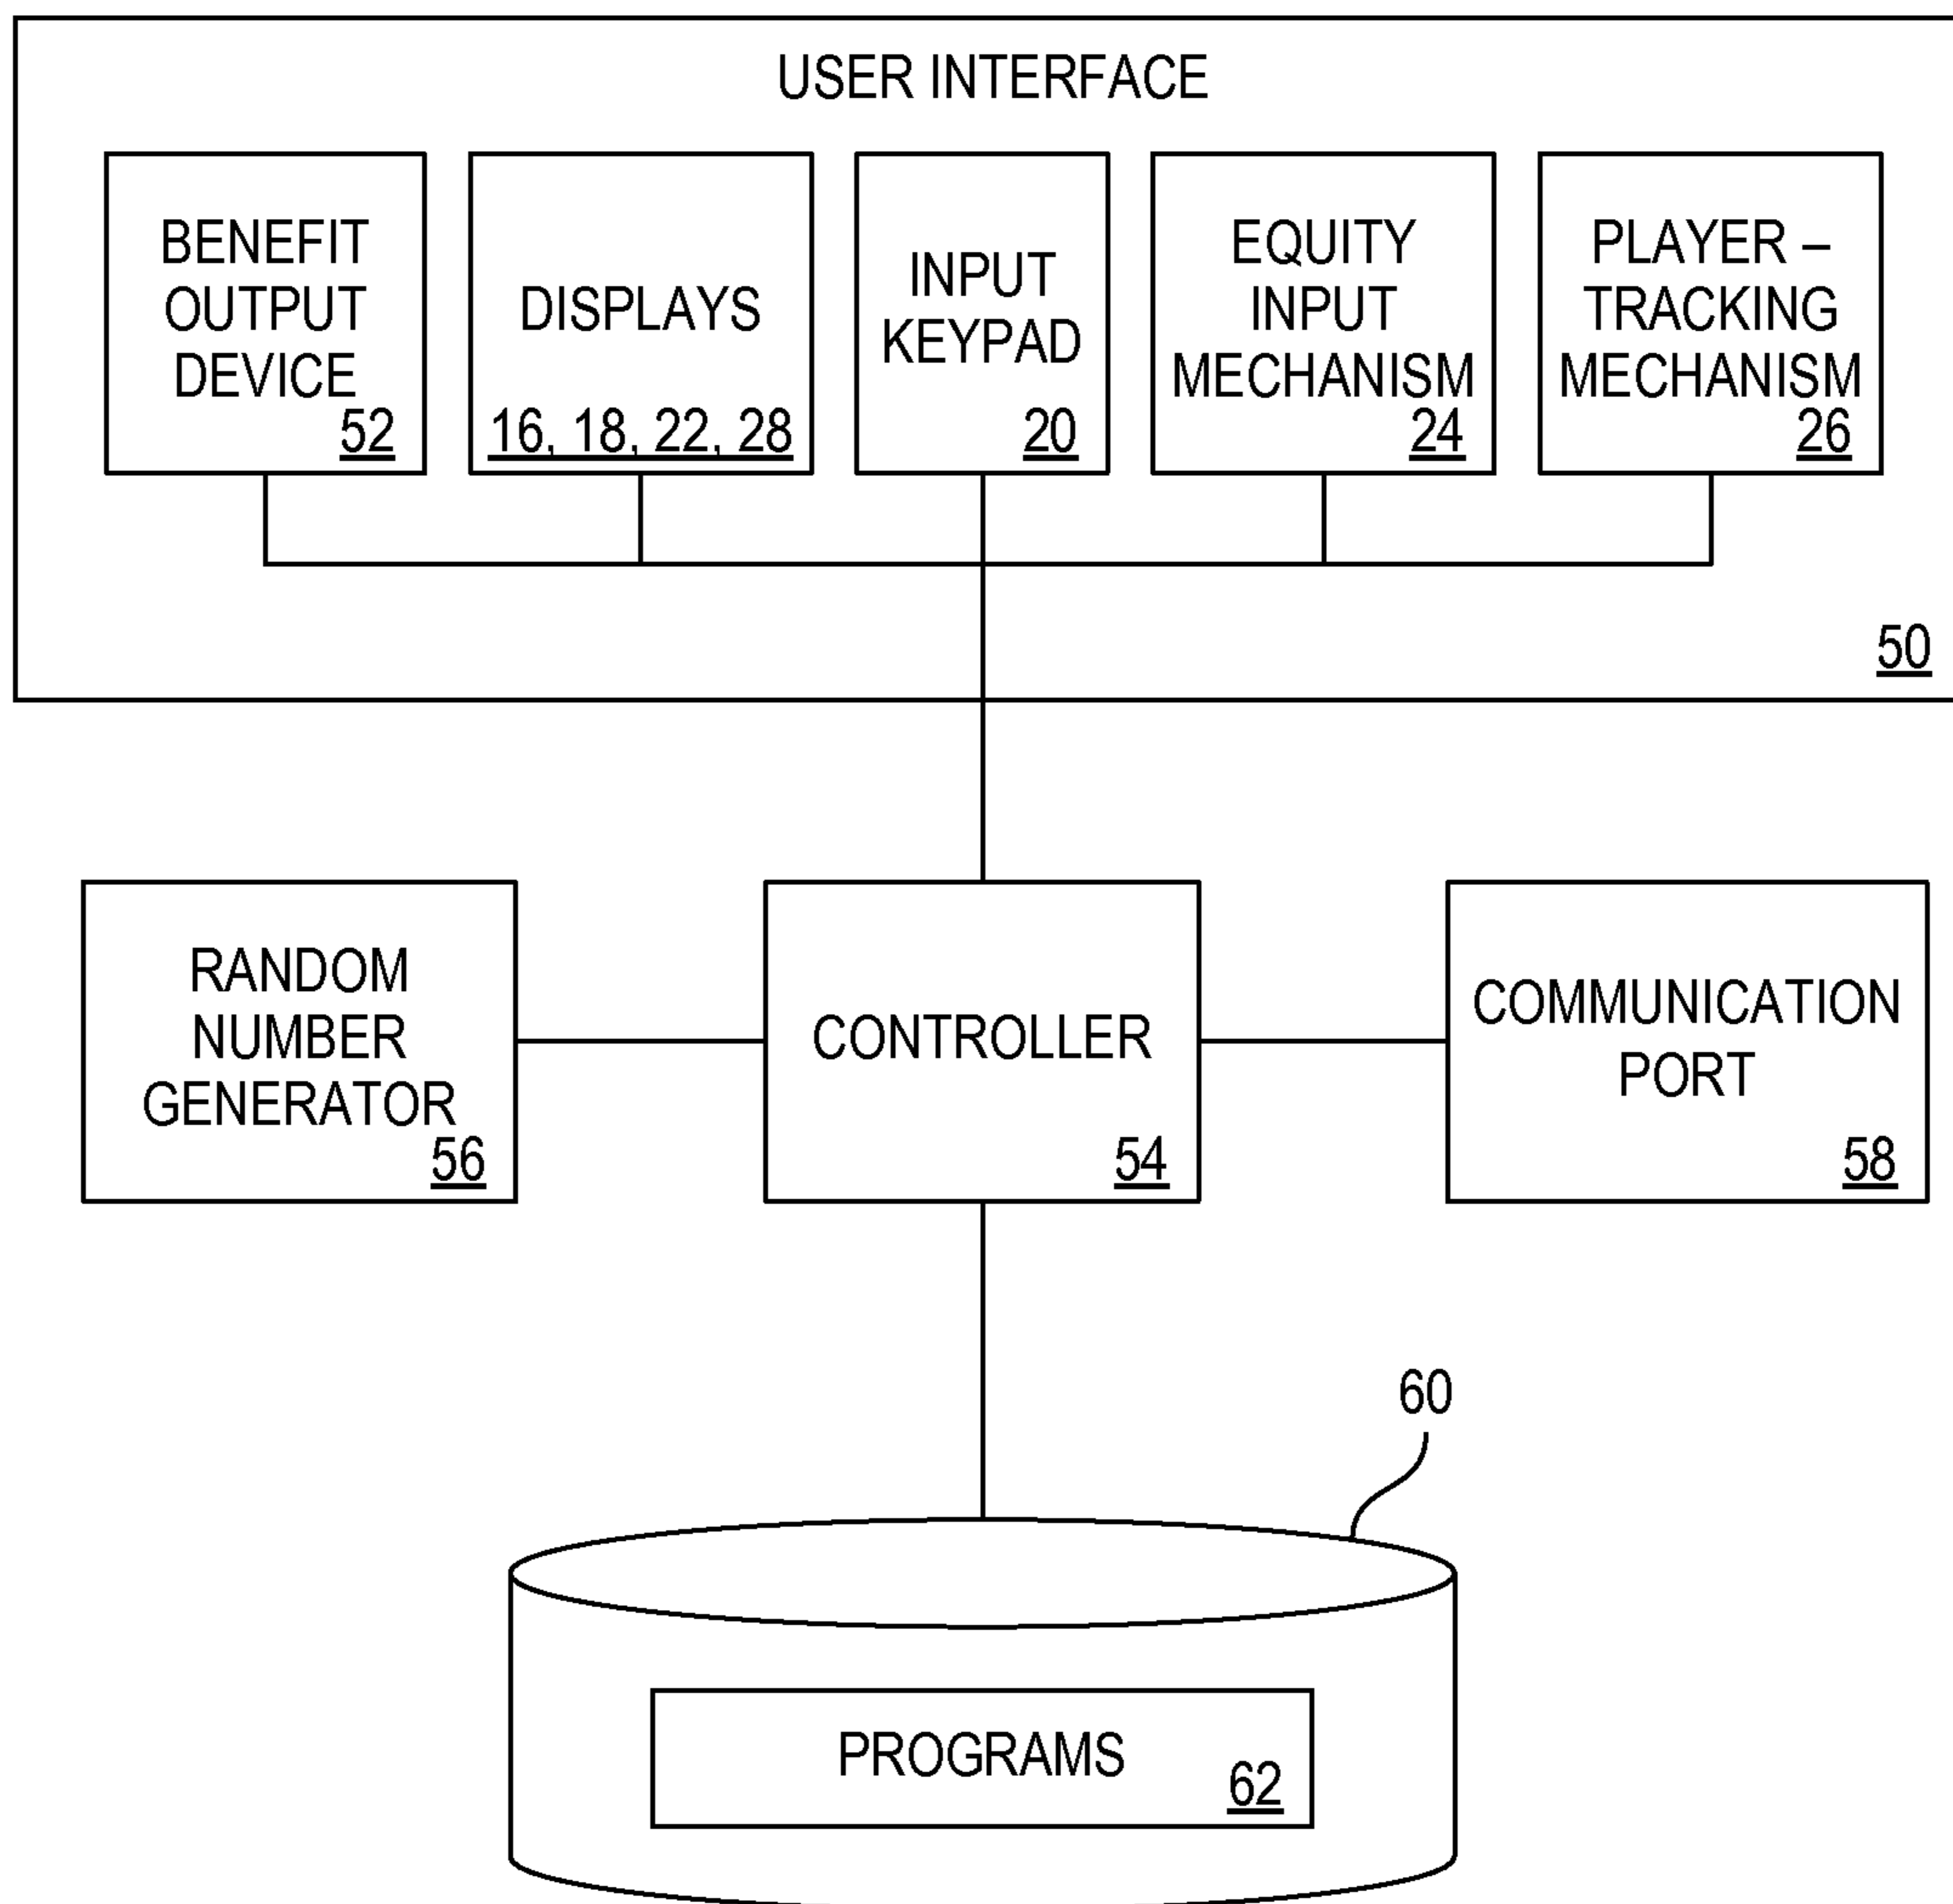 USER INTERFACE
BENEFIT
OUTPUT
DEVICE
52
DISPLAYS
16, 18, 22, 28
INPUT
KEYPAD
20
EQUITY
INPUT
MECHANISM
24
PLAYER –
TRACKING
MECHANISM
26
50
RANDOM
NUMBER
GENERATOR
56
CONTROLLER
54
COMMUNICATION
PORT
58
60
PROGRAMS
62